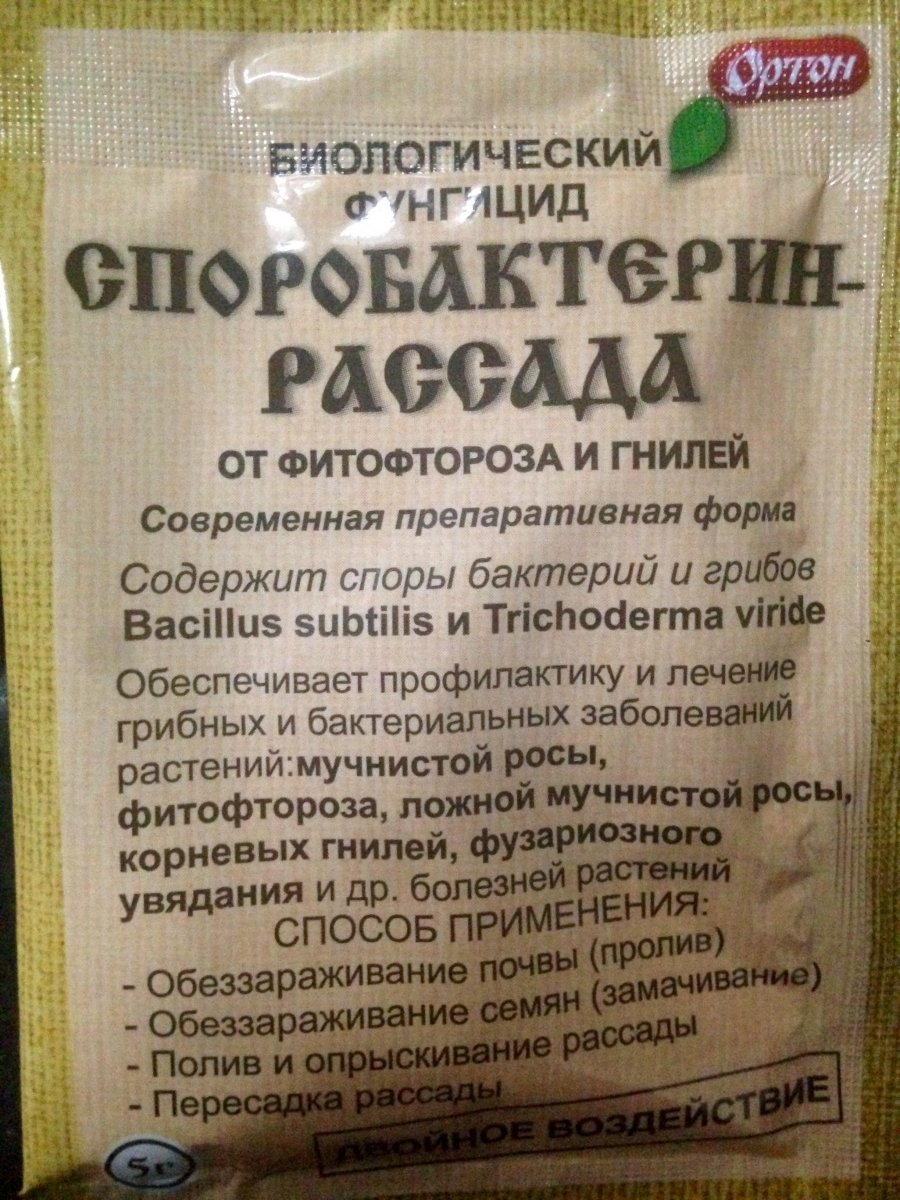 Ортон
БИОЛОГИЧЕСКИЙ
ФУНГИЦИД
СПОРОБАКТЕРИН-
РАССАДА
ОТ ФИТОФТОРОЗА И ГНИЛЕЙ
Современная препаративная форма
Содержит споры бактерий и грибов
Bacillus subtilis и Trichoderma viride
Обеспечивает профилактику и лечение
грибных и бактериальных заболеваний
растений:мучнистой росы,
фитофтороза, ложной мучнистой росы,
корневых гнилей, фузариозного
увядания и др. болезней растений
СПОСОБ ПРИМЕНЕНИЯ:
- Обеззараживание почвы (пролив)
- Обеззараживание семян (замачивание)
- Полив и опрыскивание рассады
- Пересадка рассады
ДВОЙНОЕ ВОЗДЕЙСТВИЕ
5г